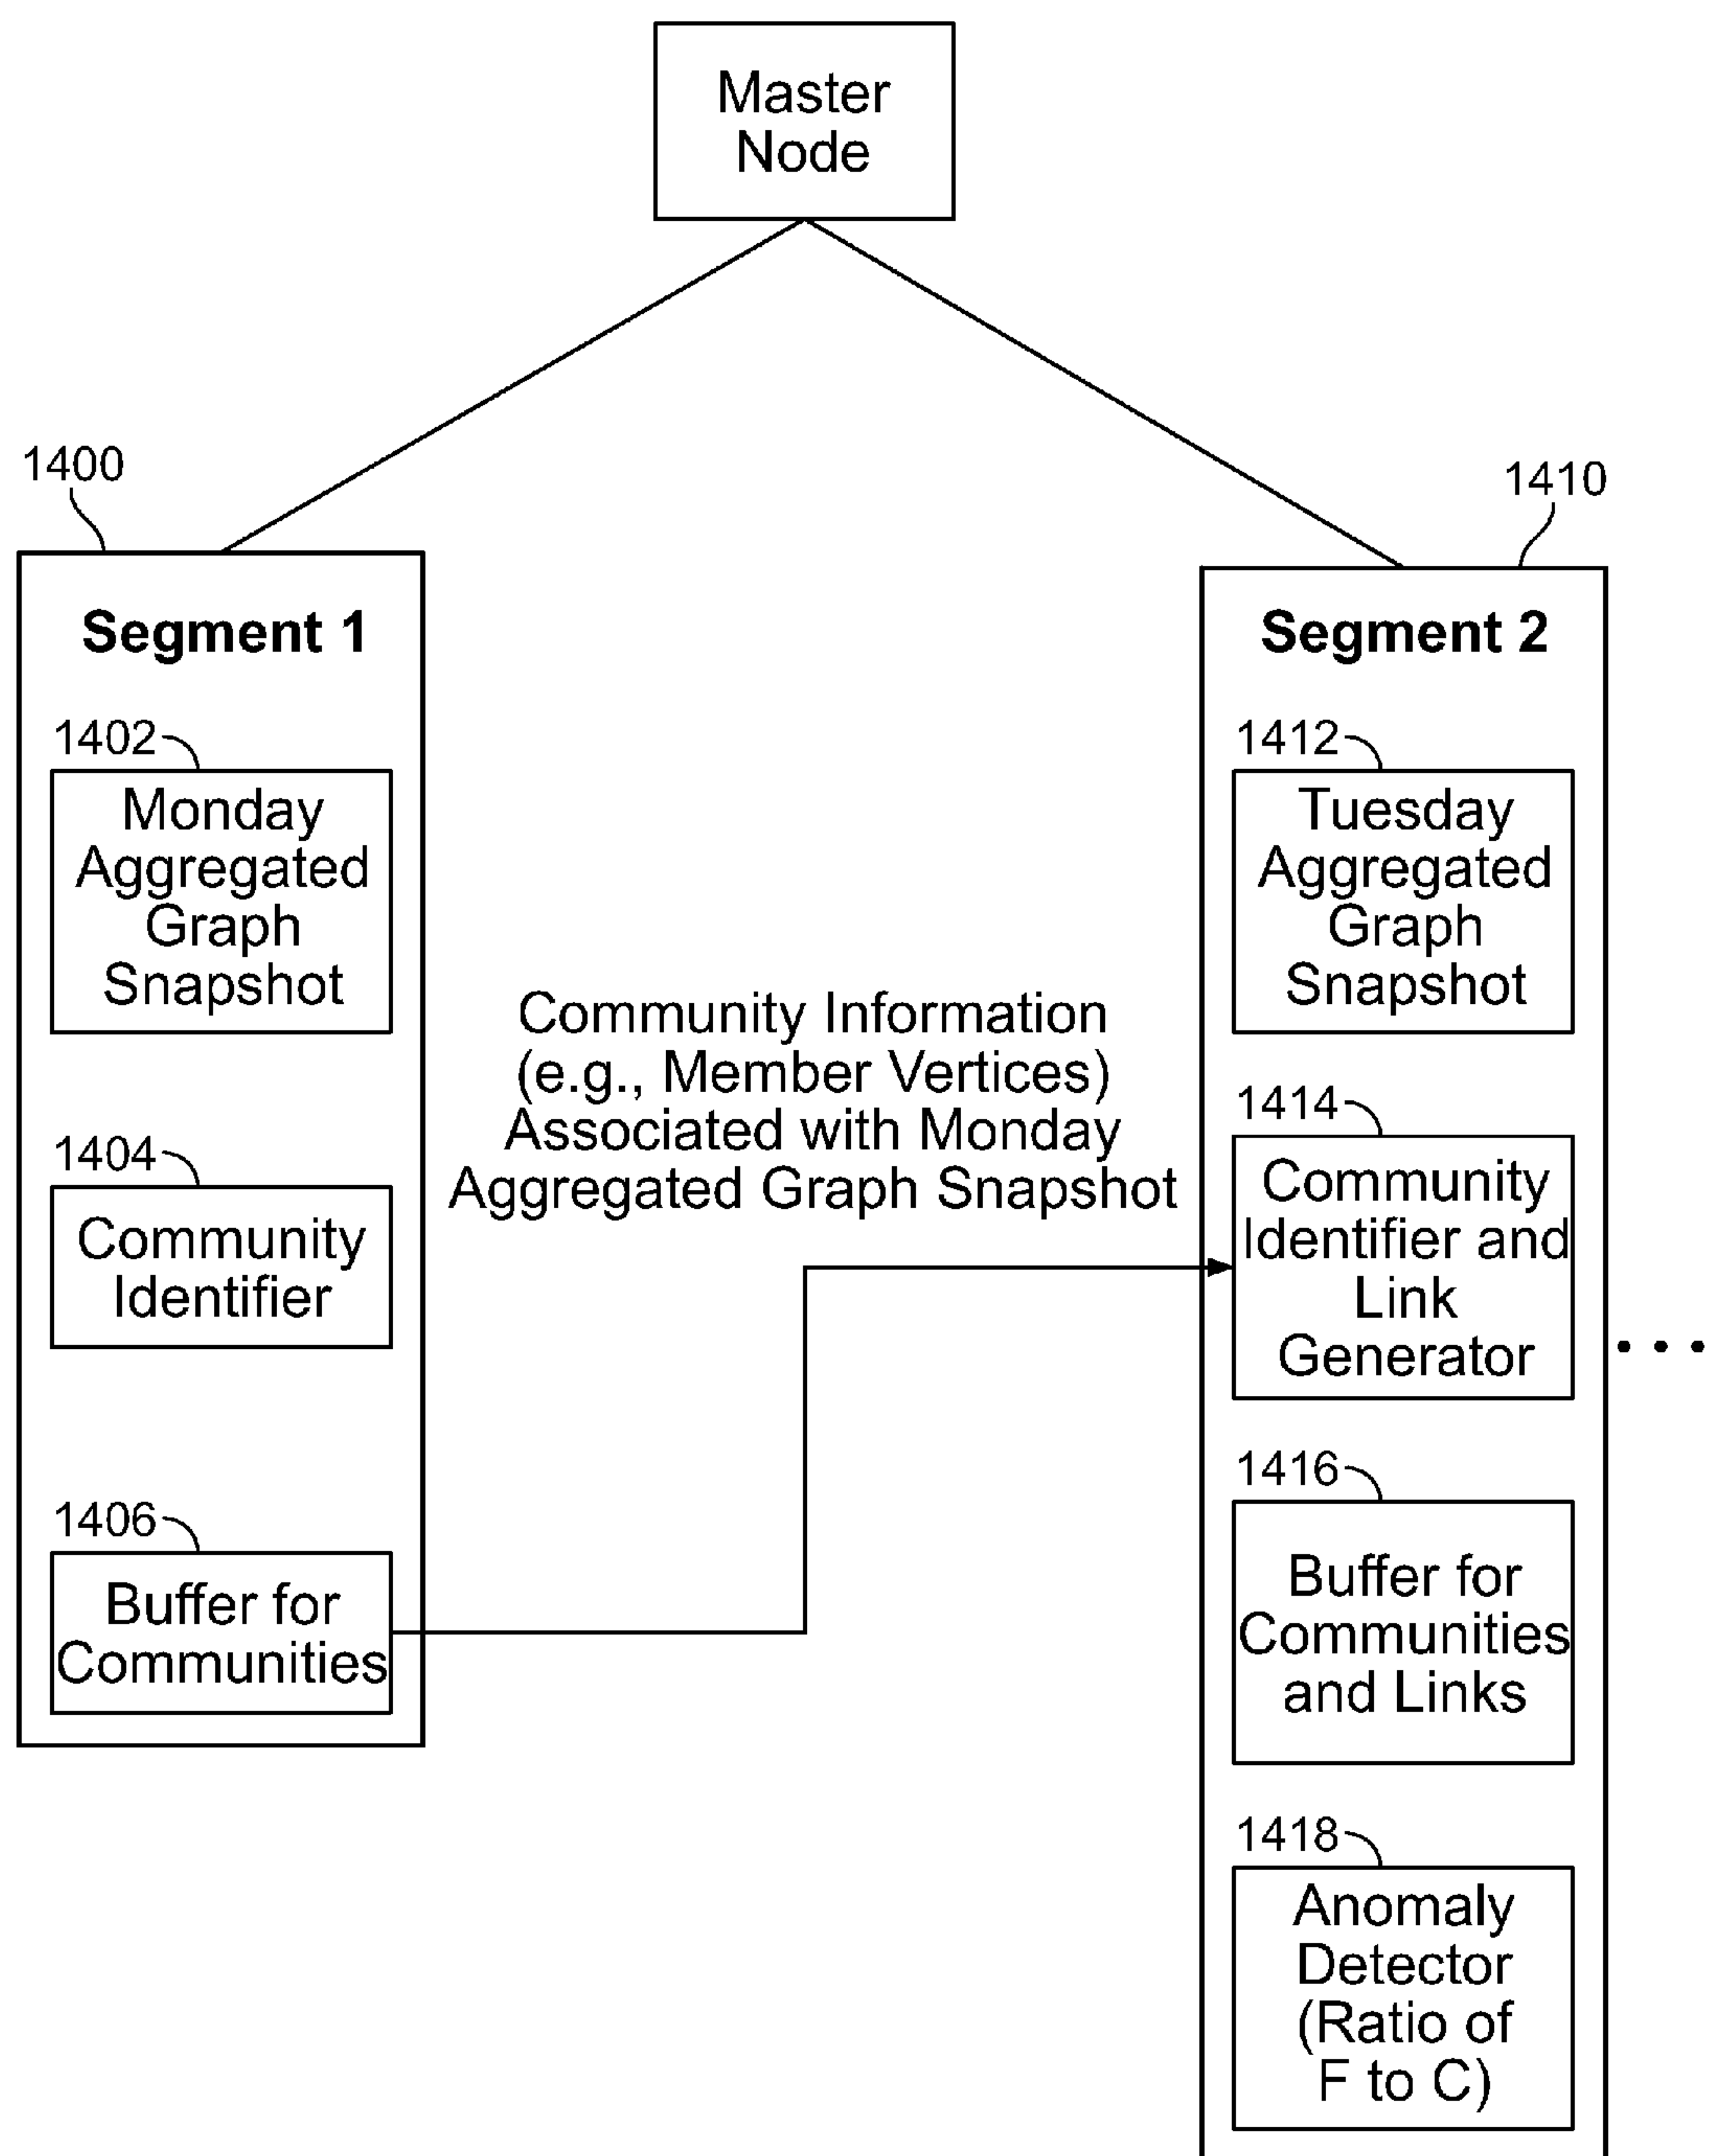 Master
Node
1400
Segment 1
1402
Monday
Aggregated
Graph
Snapshot
1404
Community
Identifier
1406
Buffer for
Communities
Community Information
(e.g., Member Vertices)
Associated with Monday
Aggregated Graph Snapshot
1410
Segment 2
1412
Tuesday
Aggregated
Graph
Snapshot
1414
Community
Identifier and
Link
Generator
1416
Buffer for
Communities
and Links
1418
Anomaly
Detector
(Ratio of
F to C)
...